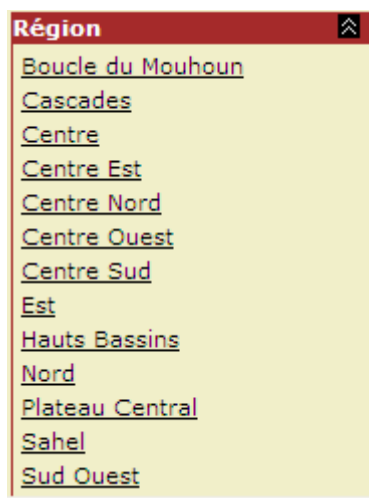 Région
Boucle du Mouhoun
Cascades
Centre
Centre Est
Centre Nord
Centre Ouest
Centre Sud
Est
Hauts Bassins
Nord
Plateau Central
Sahel
Sud Ouest